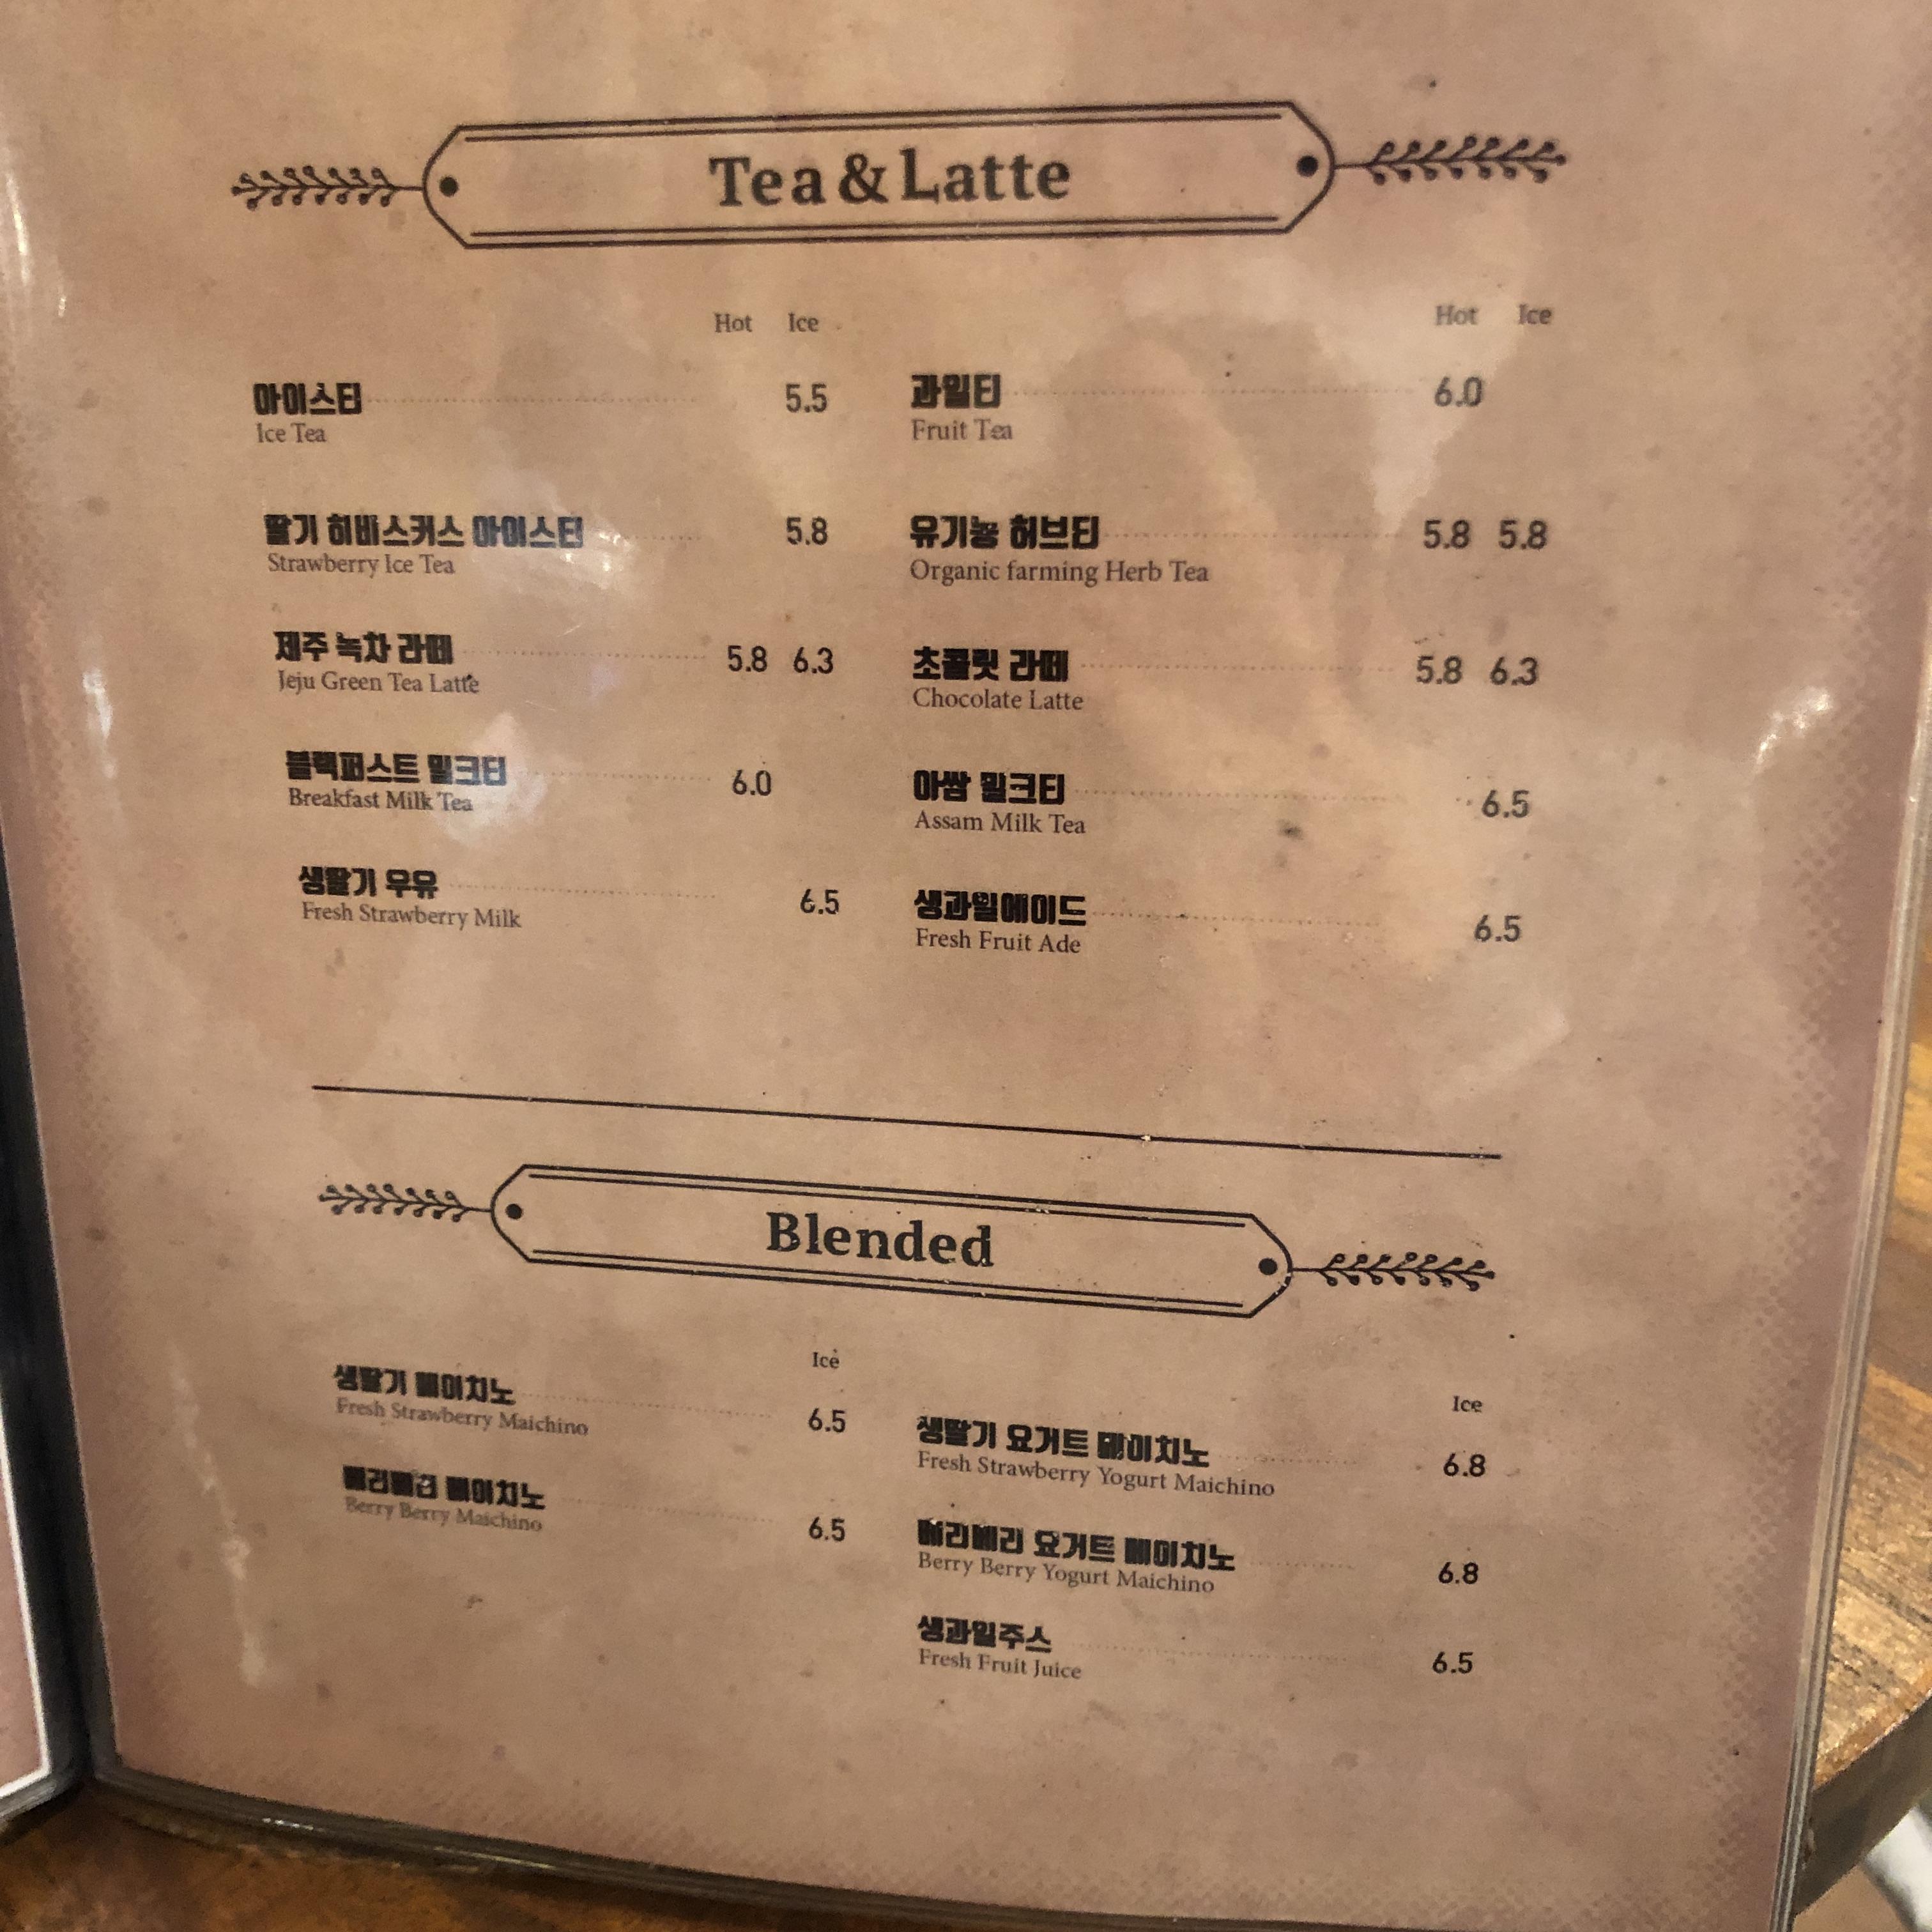 Tea & Latte
Hot Ice
아이스티 5.5
Ice Tea
딸기 히비스커스 아이스티 5.8
Strawberry Ice Tea
제주 녹차 라떼 5.8 6.3
Jeju Green Tea Latte
블랙퍼스트 밀크티 6.0
Breakfast Milk Tea
생딸기 우유 6.5
Fresh Strawberry Milk
Hot Ice
과일티 6.0
Fruit Tea
유기농 허브티 5.8 5.8
Organic farming Herb Tea
초콜릿 라떼 5.8 6.3
Chocolate Latte
아쌈 밀크티 6.5
Assam Milk Tea
생과일에이드 6.5
Fresh Fruit Ade
Blended
Ice
생딸기 메이치노 6.5
Fresh Strawberry Maichino
베리베리 메이치노 6.5
Berry Berry Maichino
Ice
생딸기 요거트 메이치노 6.8
Fresh Strawberry Yogurt Maichino
베리베리 요거트 메이치노 6.8
Berry Berry Yogurt Maichino
생과일주스 6.5
Fresh Fruit Juice